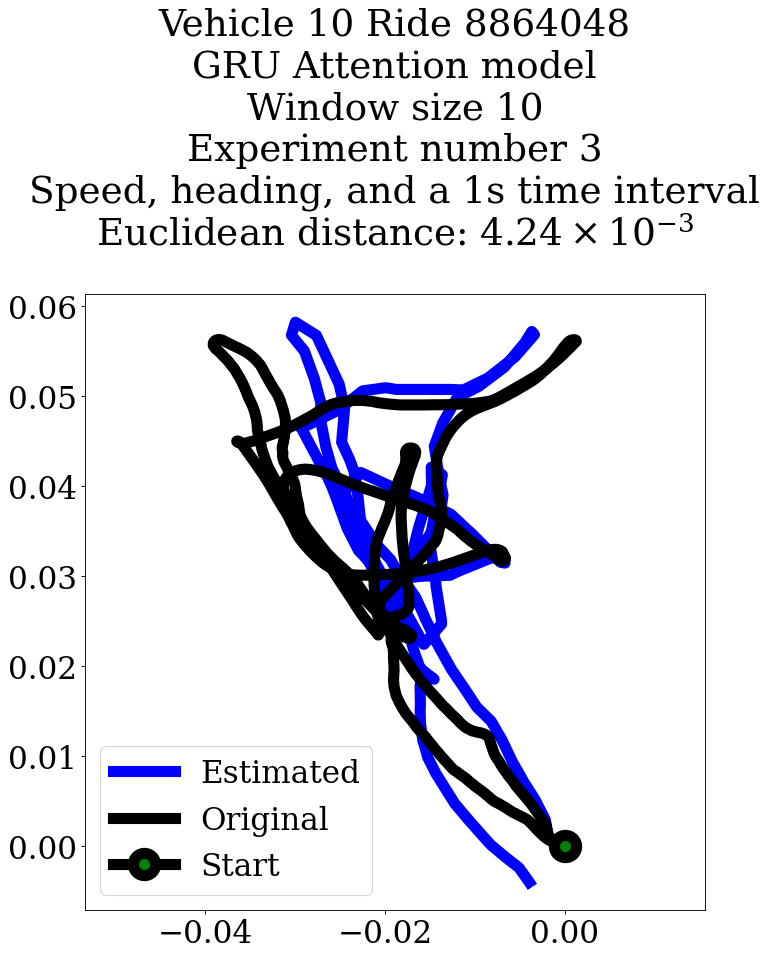 Vehicle 10 Ride 8864048
GRU Attention model
Window size 10
Experiment number 3
Speed, heading, and a 1s time interval
Euclidean distance: 4.24 × 10⁻³
0.06
0.05
0.04
0.03
0.02
0.01
0.00
Estimated
Original
Start
−0.04
−0.02
0.00